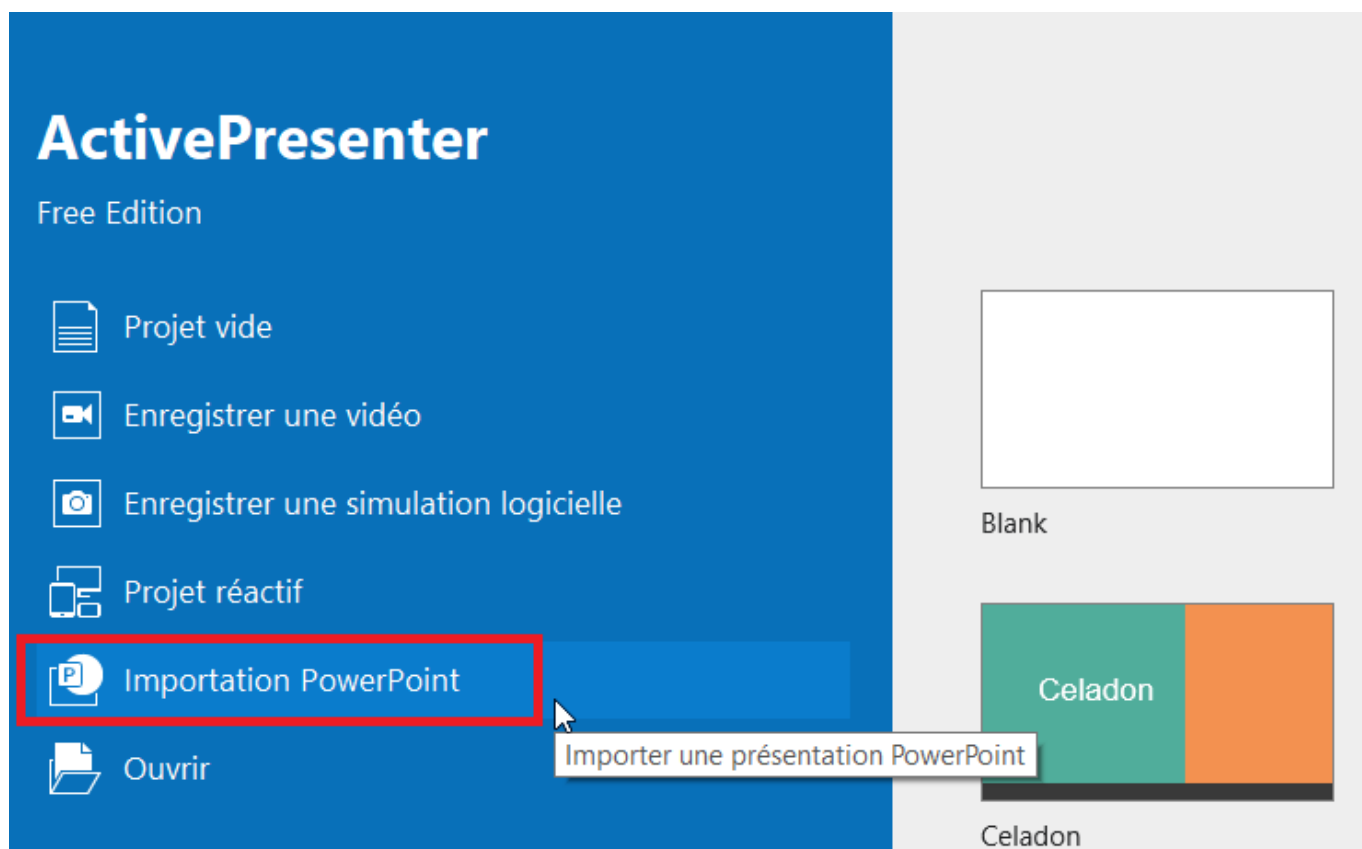 ActivePresenter
Free Edition
Projet vide
Enregistrer une vidéo
Enregistrer une simulation logicielle
Projet réactif
Importation PowerPoint
Importer une présentation PowerPoint
Ouvrir
Blank
Celadon
Celadon